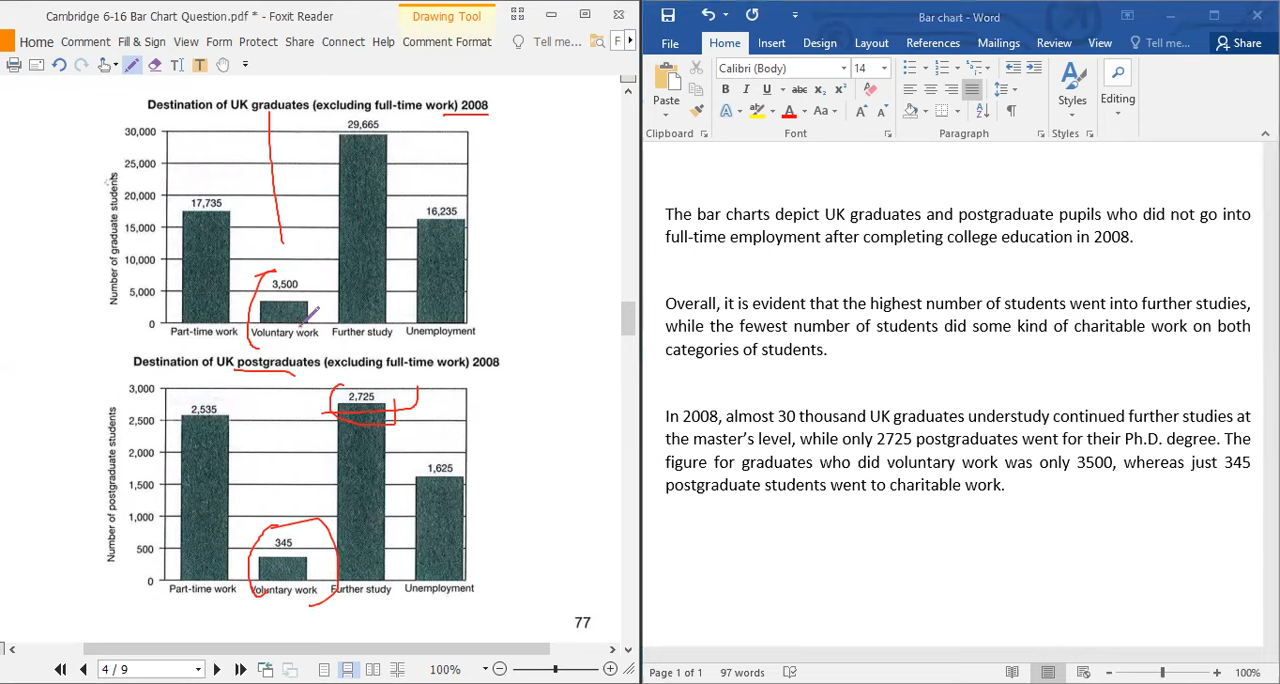 Cambridge 6-16 Bar Chart Question.pdf * - Foxit Reader
Drawing Tool
Home Comment Fill & Sign View Form Protect Share Connect Help Comment Format Tell me... F
Destination of UK graduates (excluding full-time work) 2008
Number of graduate students
30,000
25,000
20,000
15,000
10,000
5,000
0
17,735
3,500
29,665
16,235
Part-time work Voluntary work Further study Unemployment
Destination of UK postgraduates (excluding full-time work) 2008
Number of postgraduate students
3,000
2,500
2,000
1,500
1,000
500
0
2,535
345
2,725
1,625
Part-time work Voluntary work Further study Unemployment
77
4 / 9
100%
Bar chart - Word
File Home Insert Design Layout References Mailings Review View Tell me... Share
Calibri (Body) 14
Paste
B I U abc x₂ x²
A A Aa A A
Styles
Editing
Clipboard Font Paragraph Styles
The bar charts depict UK graduates and postgraduate pupils who did not go into
full-time employment after completing college education in 2008.
Overall, it is evident that the highest number of students went into further studies,
while the fewest number of students did some kind of charitable work on both
categories of students.
In 2008, almost 30 thousand UK graduates understudy continued further studies at
the master's level, while only 2725 postgraduates went for their Ph.D. degree. The
figure for graduates who did voluntary work was only 3500, whereas just 345
postgraduate students went to charitable work.
Page 1 of 1 97 words
100%